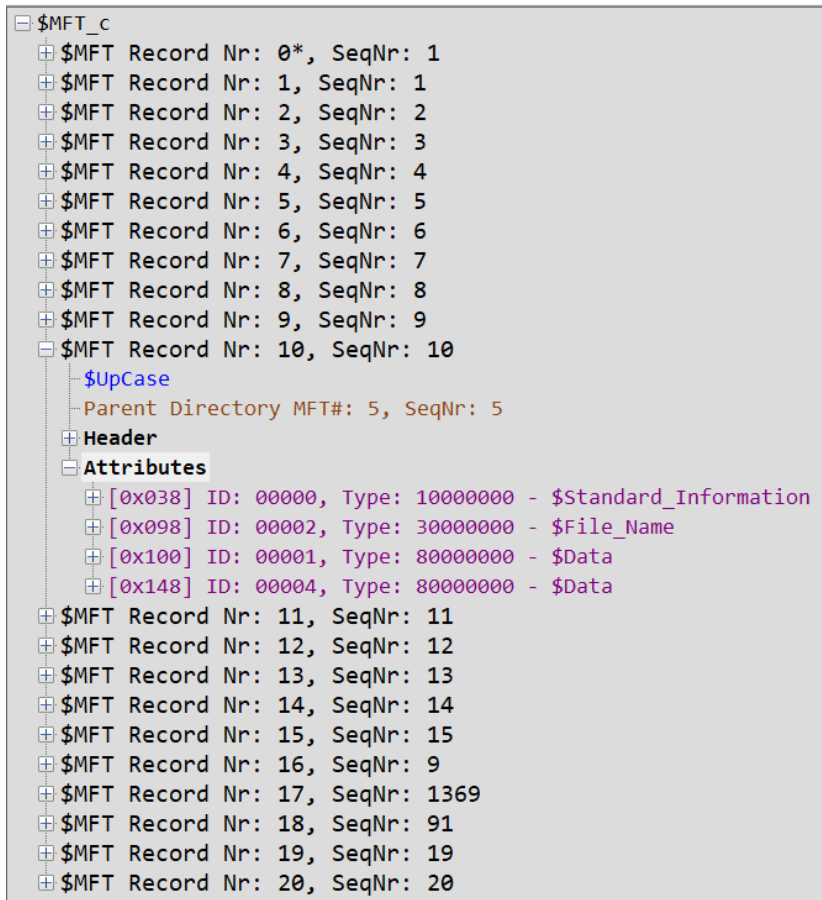 $MFT_c
$MFT Record Nr: 0*, SeqNr: 1
$MFT Record Nr: 1, SeqNr: 1
$MFT Record Nr: 2, SeqNr: 2
$MFT Record Nr: 3, SeqNr: 3
$MFT Record Nr: 4, SeqNr: 4
$MFT Record Nr: 5, SeqNr: 5
$MFT Record Nr: 6, SeqNr: 6
$MFT Record Nr: 7, SeqNr: 7
$MFT Record Nr: 8, SeqNr: 8
$MFT Record Nr: 9, SeqNr: 9
$MFT Record Nr: 10, SeqNr: 10
$UpCase
Parent Directory MFT#: 5, SeqNr: 5
Header
Attributes
[0x038] ID: 00000, Type: 10000000 - $Standard_Information
[0x098] ID: 00002, Type: 30000000 - $File_Name
[0x100] ID: 00001, Type: 80000000 - $Data
[0x148] ID: 00004, Type: 80000000 - $Data
$MFT Record Nr: 11, SeqNr: 11
$MFT Record Nr: 12, SeqNr: 12
$MFT Record Nr: 13, SeqNr: 13
$MFT Record Nr: 14, SeqNr: 14
$MFT Record Nr: 15, SeqNr: 15
$MFT Record Nr: 16, SeqNr: 9
$MFT Record Nr: 17, SeqNr: 1369
$MFT Record Nr: 18, SeqNr: 91
$MFT Record Nr: 19, SeqNr: 19
$MFT Record Nr: 20, SeqNr: 20